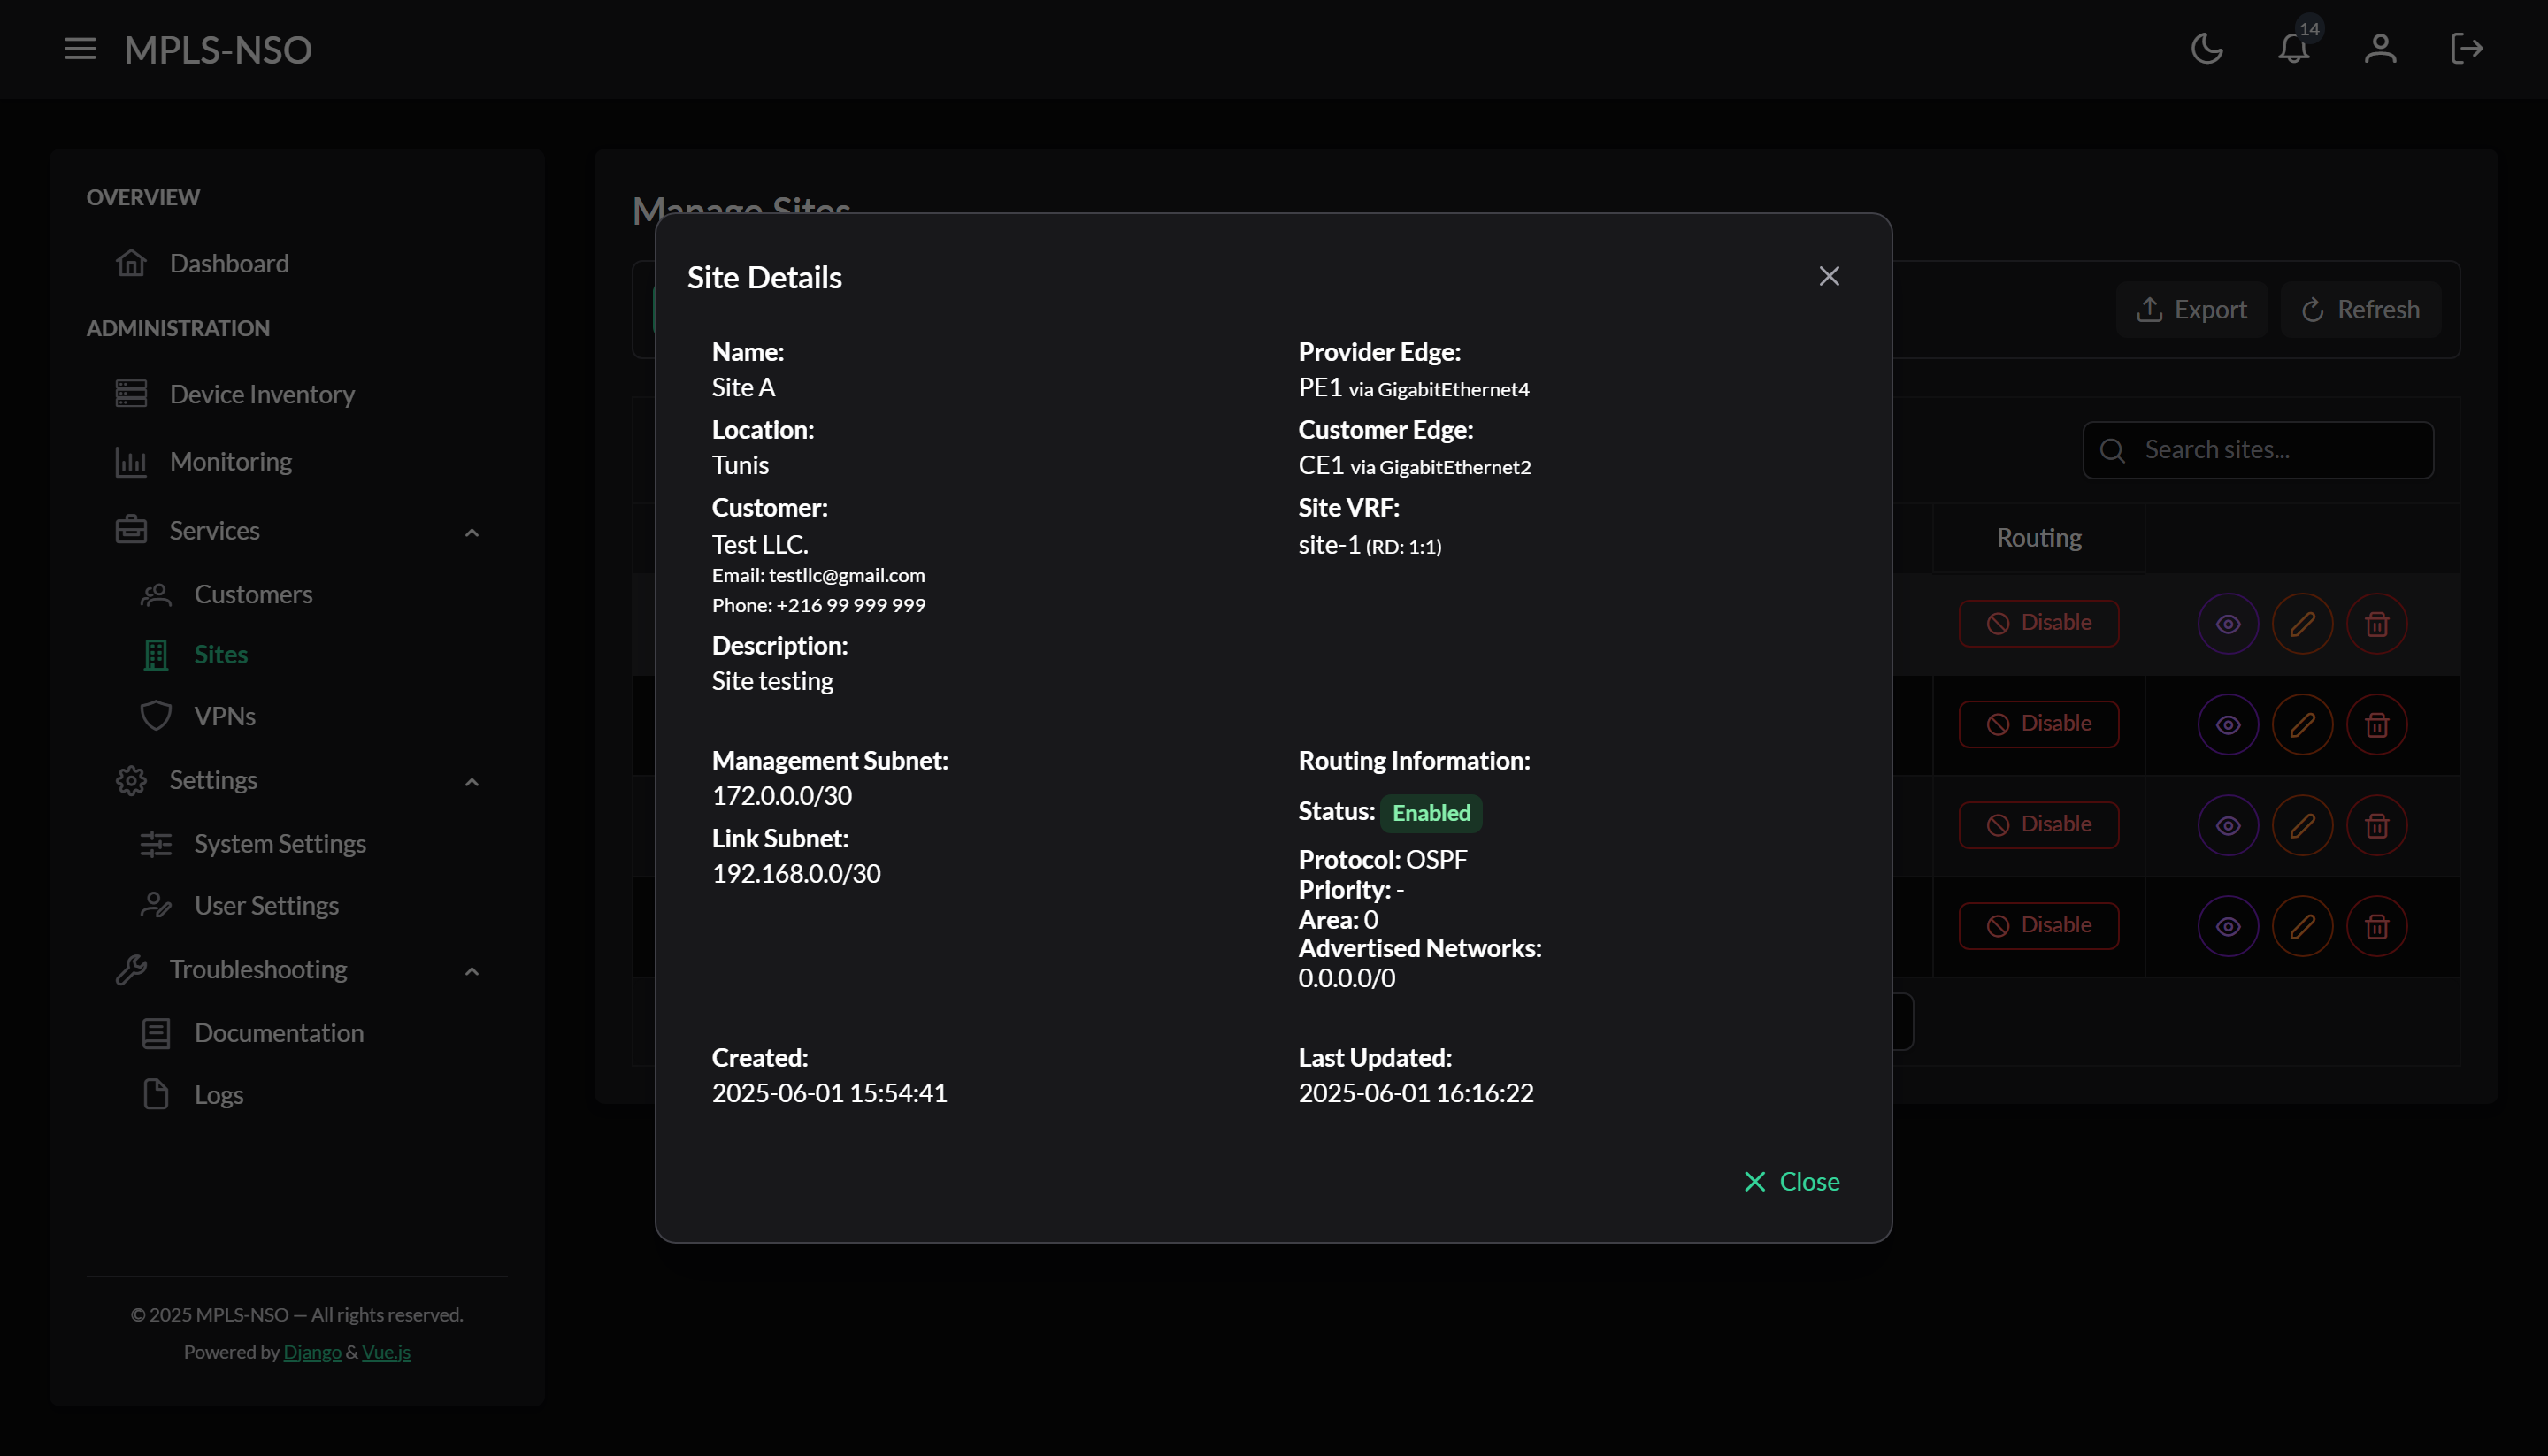 MPLS-NSO
14
OVERVIEW
Dashboard
ADMINISTRATION
Device Inventory
Monitoring
Services
Customers
Sites
VPNs
Settings
System Settings
User Settings
Troubleshooting
Documentation
Logs
© 2025 MPLS-NSO — All rights reserved.
Powered by Django & Vue.js
Manage Sites
Export
Refresh
Search sites...
Routing
Disable
Disable
Disable
Disable
Site Details
Name:
Site A
Location:
Tunis
Customer:
Test LLC.
Email: testllc@gmail.com
Phone: +216 99 999 999
Description:
Site testing
Provider Edge:
PE1 via GigabitEthernet4
Customer Edge:
CE1 via GigabitEthernet2
Site VRF:
site-1 (RD: 1:1)
Management Subnet:
172.0.0.0/30
Link Subnet:
192.168.0.0/30
Routing Information:
Status: Enabled
Protocol: OSPF
Priority: -
Area: 0
Advertised Networks:
0.0.0.0/0
Created:
2025-06-01 15:54:41
Last Updated:
2025-06-01 16:16:22
Close